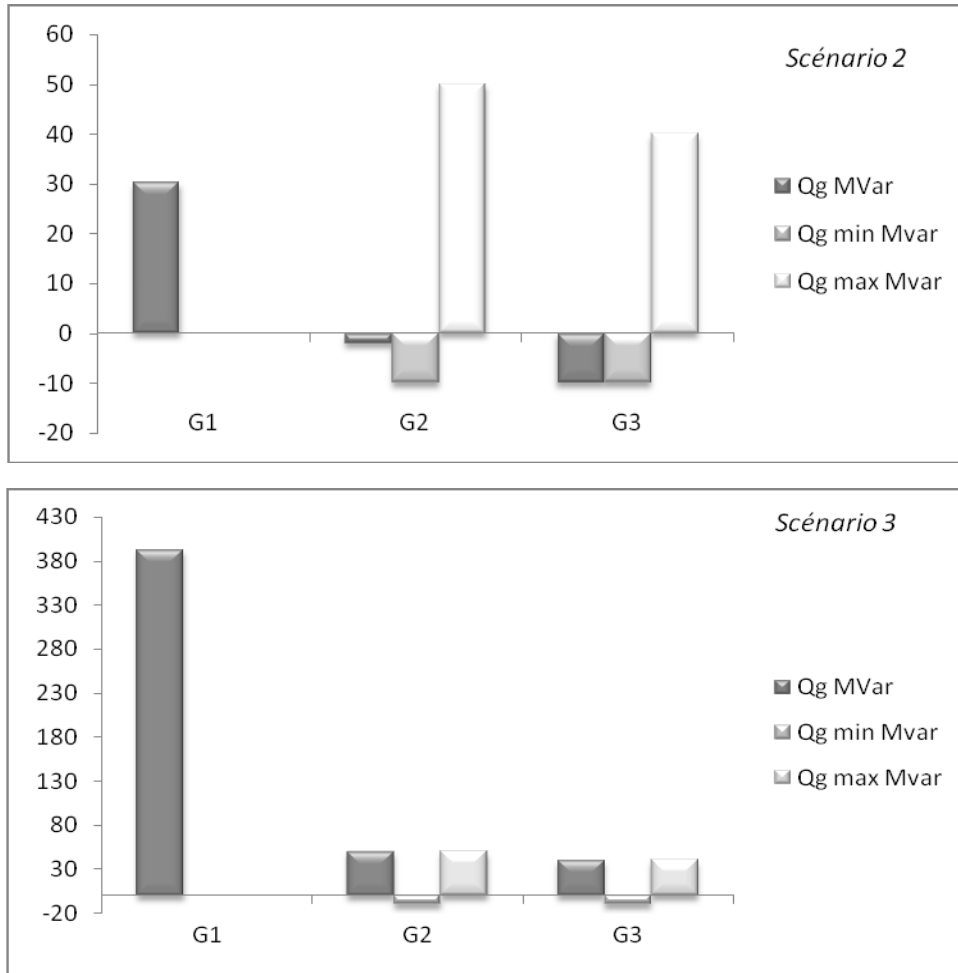 Scénario 2
60
50
40
30
20
10
0
-10
-20
G1 G2 G3
Qg MVar
Qg min Mvar
Qg max Mvar
Scénario 3
430
380
330
280
230
180
130
80
30
-20
G1 G2 G3
Qg MVar
Qg min Mvar
Qg max Mvar